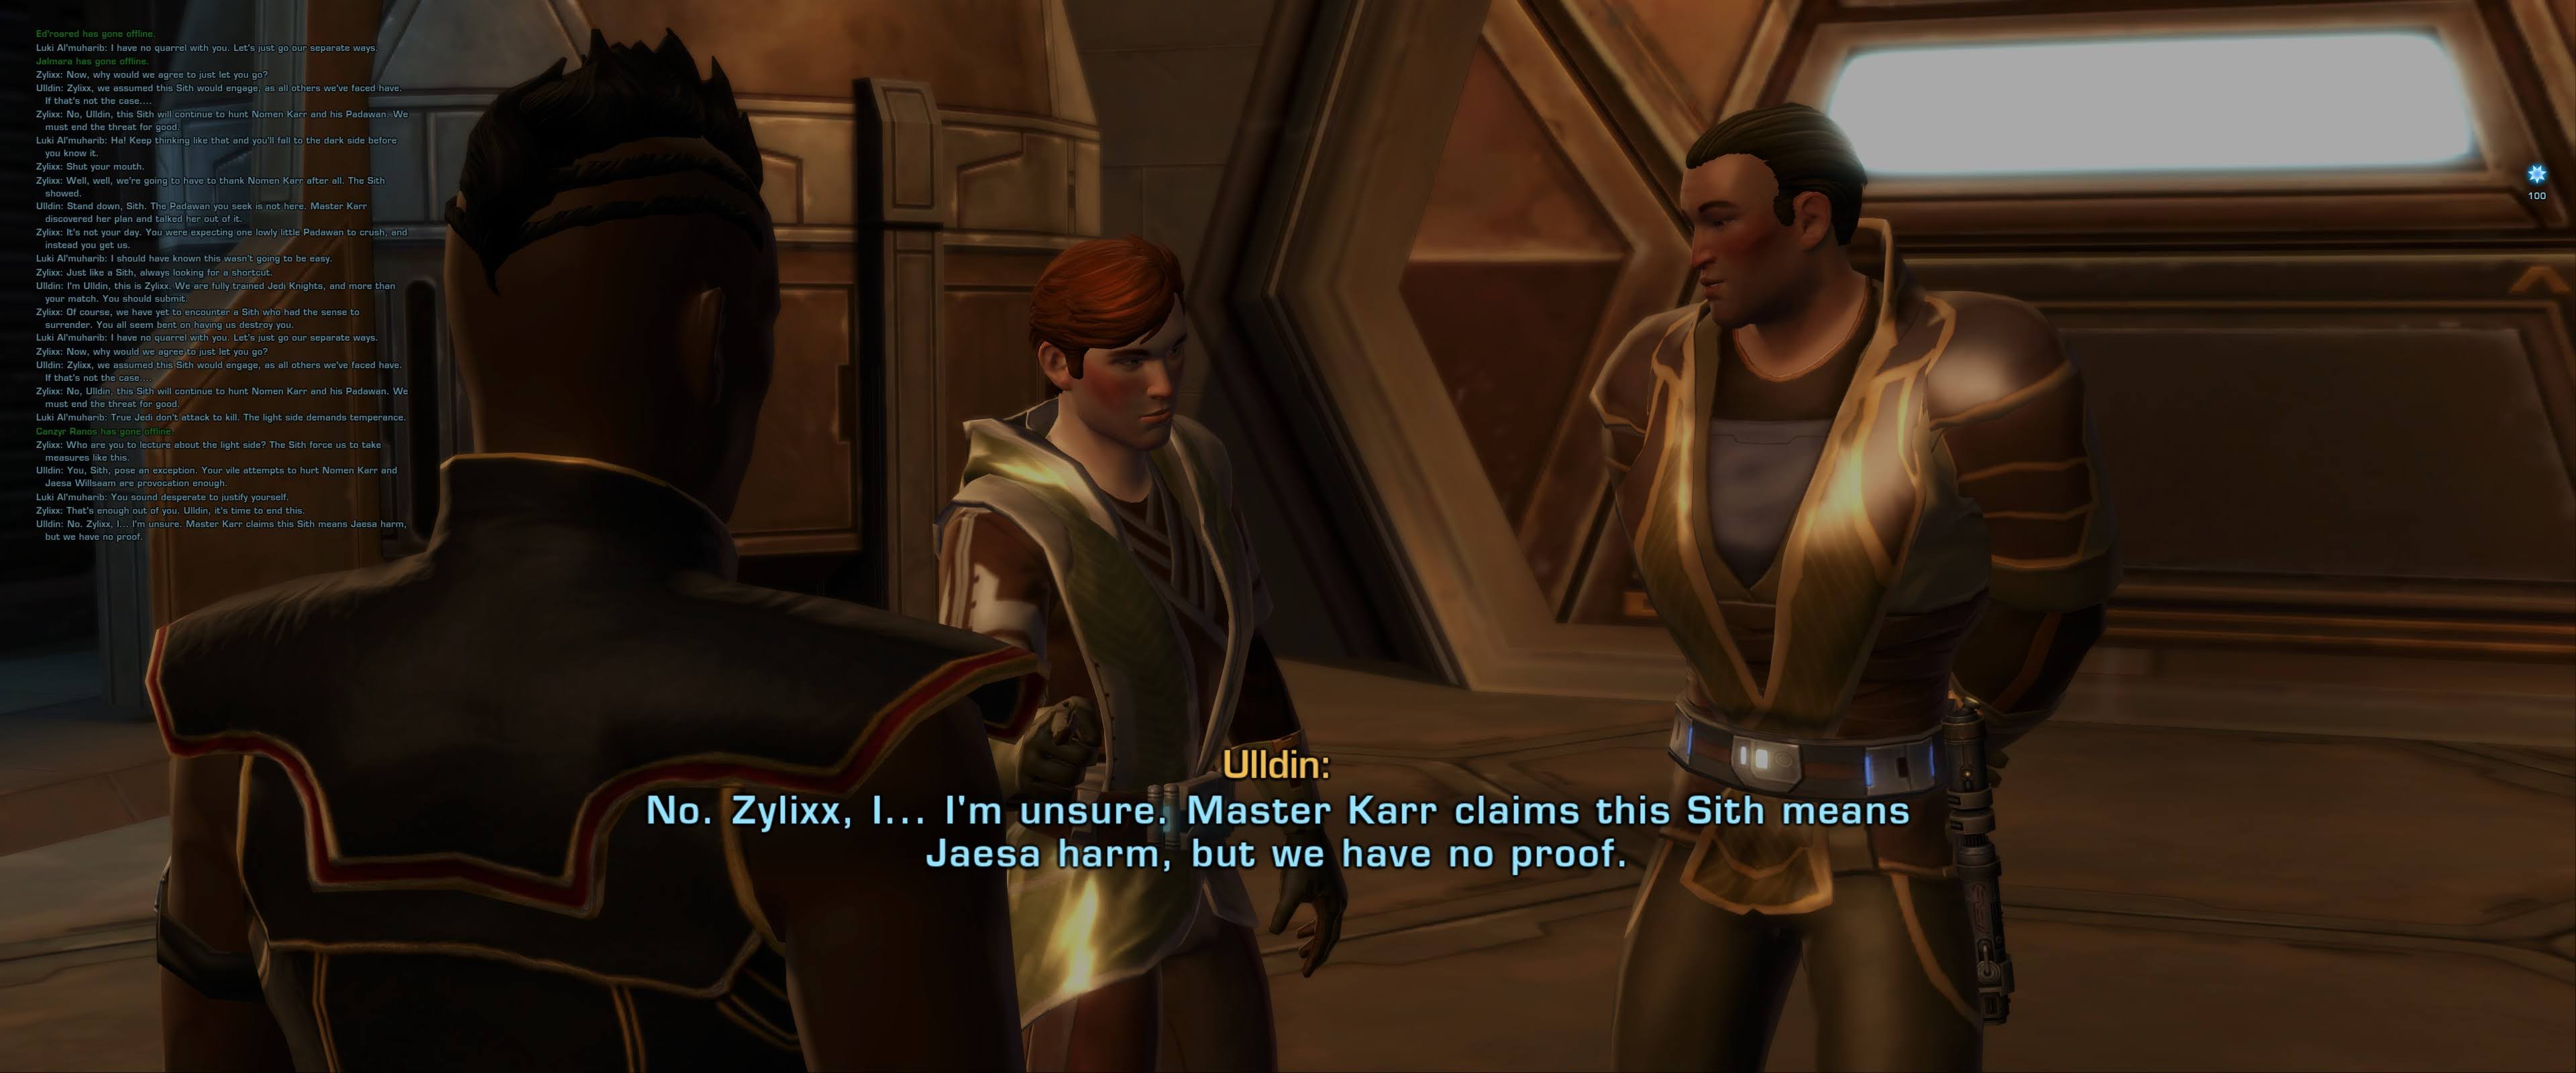 Ed'roared has gone offline.
Luki Al'muharib: I have no quarrel with you. Let's just go our separate ways.
Jalmara has gone offline.
Zylixx: Now, why would we agree to just let you go?
Ulldin: Zylixx, we assumed this Sith would engage, as all others we've faced have.
If that's not the case....
Zylixx: No, Ulldin, this Sith will continue to hunt Nomen Karr and his Padawan. We
must end the threat for good.
Luki Al'muharib: Ha! Keep thinking like that and you'll fall to the dark side before
you know it.
Zylixx: Shut your mouth.
Zylixx: Well, well, we're going to have to thank Nomen Karr after all. The Sith
showed.
Ulldin: Stand down, Sith. The Padawan you seek is not here. Master Karr
discovered her plan and talked her out of it.
Zylixx: It's not your day. You were expecting one lowly little Padawan to crush, and
instead you get us.
Luki Al'muharib: I should have known this wasn't going to be easy.
Zylixx: Just like a Sith, always looking for a shortcut.
Ulldin: I'm Ulldin, this is Zylixx. We are fully trained Jedi Knights, and more than
your match. You should submit.
Zylixx: Of course, we have yet to encounter a Sith who had the sense to
surrender. You all seem bent on having us destroy you.
Luki Al'muharib: I have no quarrel with you. Let's just go our separate ways.
Zylixx: Now, why would we agree to just let you go?
Ulldin: Zylixx, we assumed this Sith would engage, as all others we've faced have.
If that's not the case....
Zylixx: No, Ulldin, this Sith will continue to hunt Nomen Karr and his Padawan. We
must end the threat for good.
Luki Al'muharib: True Jedi don't attack to kill. The light side demands temperance.
Canzyr Ranos has gone offline.
Zylixx: Who are you to lecture about the light side? The Sith force us to take
measures like this.
Ulldin: You, Sith, pose an exception. Your vile attempts to hurt Nomen Karr and
Jaesa Willsaam are provocation enough.
Luki Al'muharib: You sound desperate to justify yourself.
Zylixx: That's enough out of you. Ulldin, it's time to end this.
Ulldin: No. Zylixx, I... I'm unsure. Master Karr claims this Sith means Jaesa harm,
but we have no proof.
100
Ulldin:
No. Zylixx, I... I'm unsure. Master Karr claims this Sith means
Jaesa harm, but we have no proof.